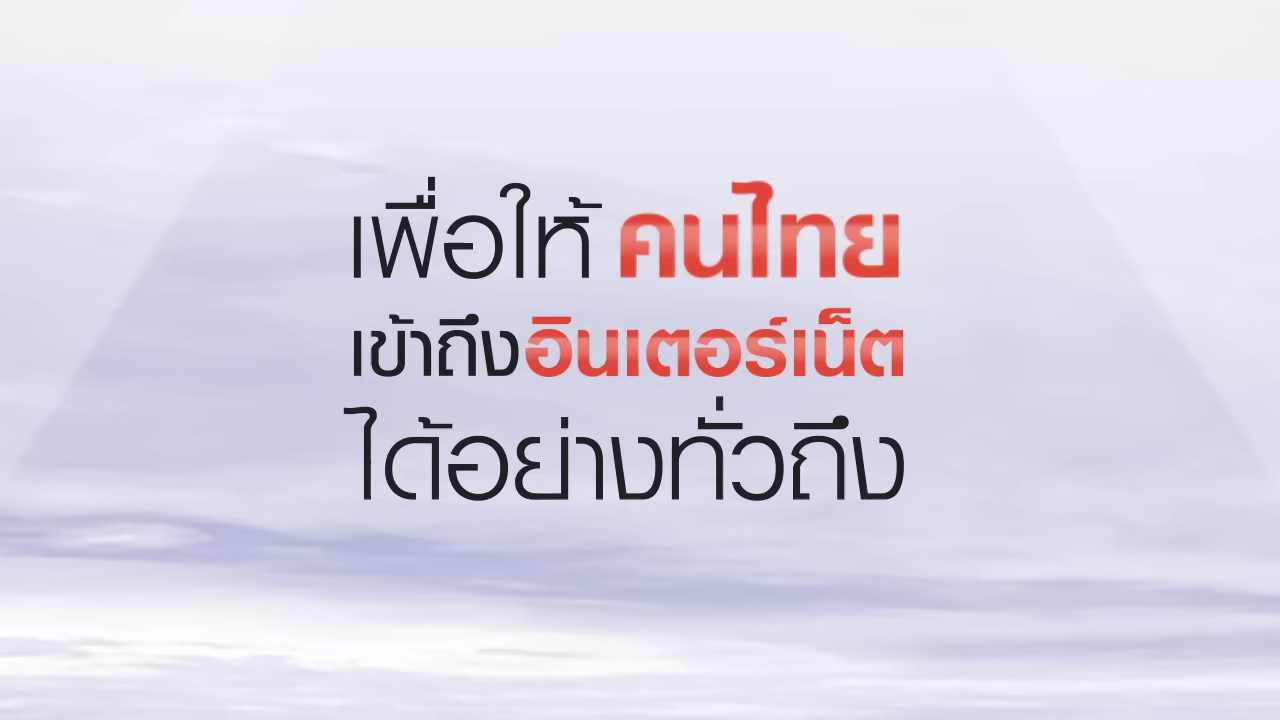 เพื่อให้ คนไทย
เข้าถึงอินเตอร์เน็ต
ได้อย่างทั่วถึง